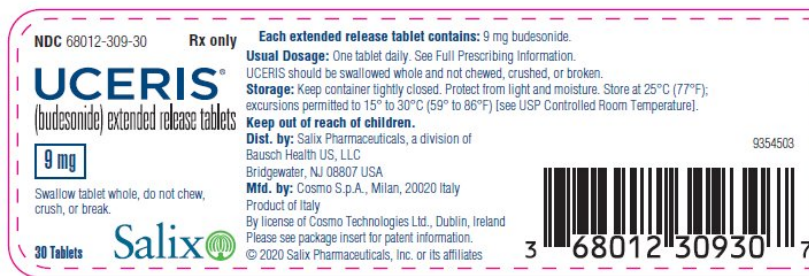 NDC 68012-309-30 Rx only
UCERIS®
(budesonide) extended release tablets
9 mg
Swallow tablet whole, do not chew,
crush, or break.
30 Tablets Salix
Each extended release tablet contains: 9 mg budesonide.
Usual Dosage: One tablet daily. See Full Prescribing Information.
UCERIS should be swallowed whole and not chewed, crushed, or broken.
Storage: Keep container tightly closed. Protect from light and moisture. Store at 25°C (77°F);
excursions permitted to 15° to 30°C (59° to 86°F) [see USP Controlled Room Temperature].
Keep out of reach of children.
Dist. by: Salix Pharmaceuticals, a division of
Bausch Health US, LLC
Bridgewater, NJ 08807 USA
Mfd. by: Cosmo S.p.A., Milan, 20020 Italy
Product of Italy
By license of Cosmo Technologies Ltd., Dublin, Ireland
Please see package insert for patent information.
© 2020 Salix Pharmaceuticals, Inc. or its affiliates
9354503
3 68012 30930 7